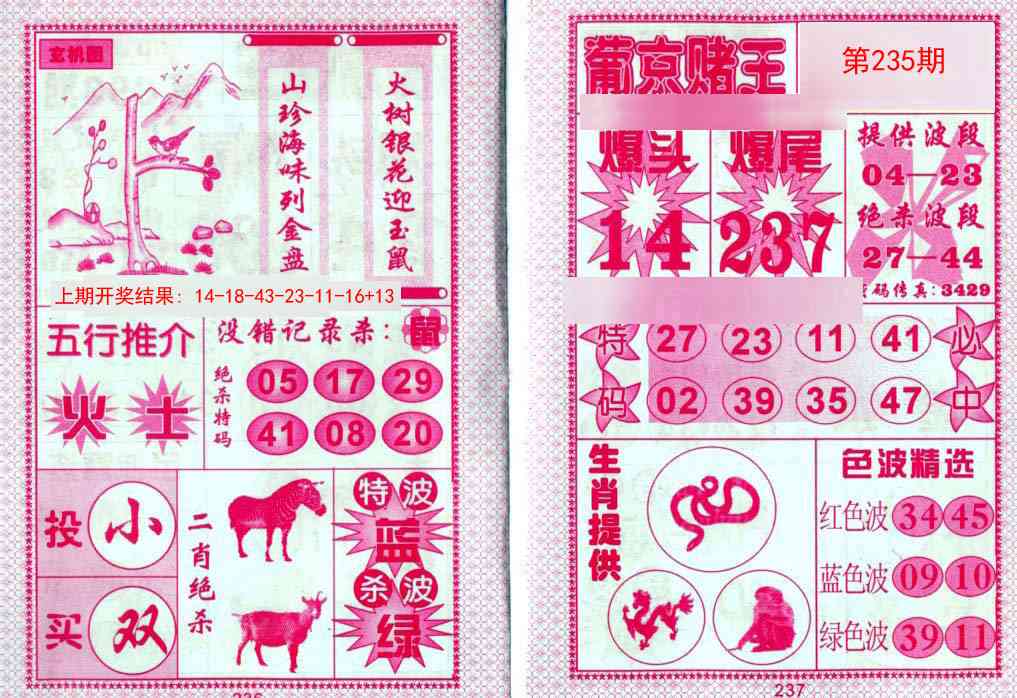 玄机图
火树银花迎玉鼠
山珍海味列金盘
上期开奖结果：14-18-43-23-11-16+13
五行推介
火 土
没错记录杀：鼠
绝杀特码
05 17 29
41 08 20
投 小
买 双
二肖绝杀
特波
蓝
杀波
绿
葡京赌王
第235期
爆头
14
爆尾
237
提供波段
04—23
绝杀波段
27—44
码传真:3429
特码
27 23 11 41
02 39 35 47
必中
生肖提供
色波精选
红色波 34 45
蓝色波 09 10
绿色波 39 11
237